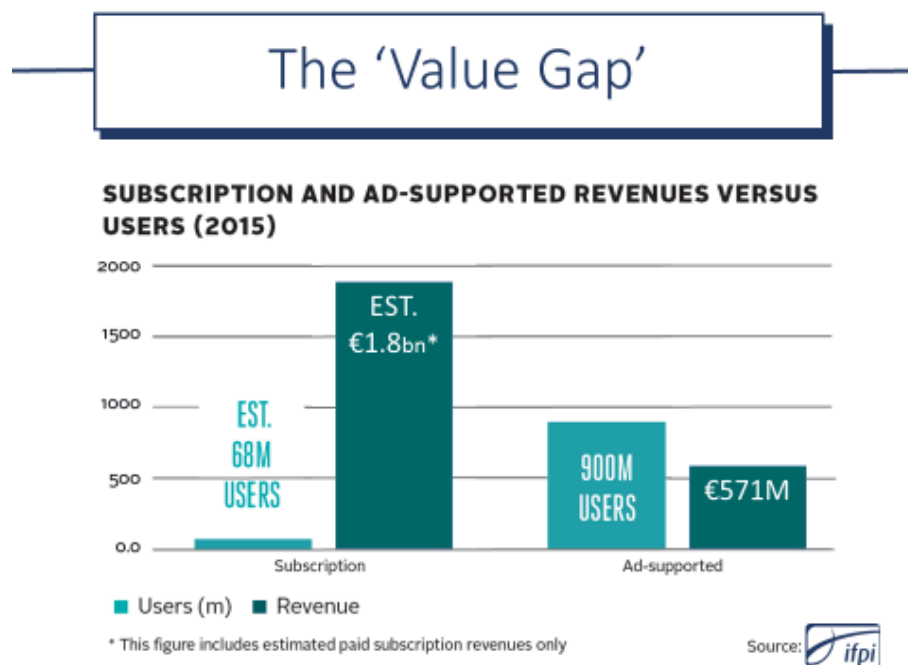 The ‘Value Gap’
SUBSCRIPTION AND AD-SUPPORTED REVENUES VERSUS
USERS (2015)
2000
1500
1000
500
0.0
EST.
68M
USERS
EST.
€1.8bn*
900M
USERS
€571M
Subscription
Ad-supported
Users (m)
Revenue
* This figure includes estimated paid subscription revenues only
Source:
ifpi